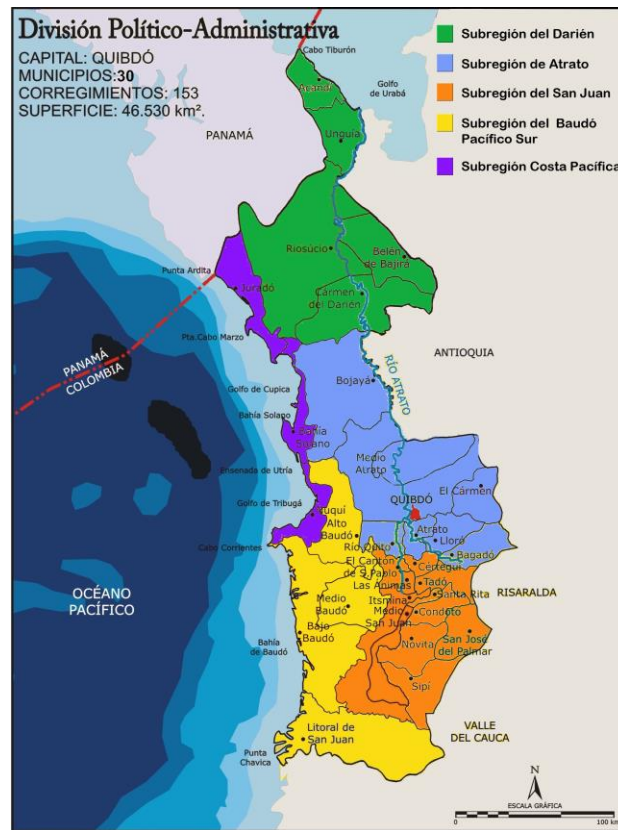 División Político-Administrativa
CAPITAL: QUIBDÓ
MUNICIPIOS:30
CORREGIMIENTOS: 153
SUPERFICIE: 46.530 km².
Subregión del Darién
Subregión de Atrato
Subregión del San Juan
Subregión del Baudó
Pacífico Sur
Subregión Costa Pacífica
Cabo Tiburón
Acandí
Golfo
de Urabá
PANAMÁ
Unguía
Riosúcio
Belén
de Bajirá
Punta Ardita
Juradó
Cármen
del Darién
Pta.Cabo Marzo
ANTIOQUIA
PANAMÁ
COLOMBIA
RÍO ATRATO
Bojayá
Golfo de Cupica
Bahía Solano
Bahía
Solano
Medio
Atrato
Ensenada de Utría
El Cármen
QUIBDÓ
Golfo de Tribugá
Nuquí
Alto
Baudó
Atrato
Lloró
Cabo Corrientes
Río Quito
Bagadó
El Cantón
de S. Pablo
Cértegui
Las Animas
Tadó
OCÉANO
PACÍFICO
Itsmina
Santa Rita
RISARALDA
Medio
Baudó
Medio
San Juan
Condoto
Bajo
Baudó
Bahía
de Baudó
Nóvita
San José
del Palmar
Sipí
Litoral de
San Juan
VALLE
DEL CAUCA
Punta
Chavica
N
ESCALA GRÁFICA
0
100 km